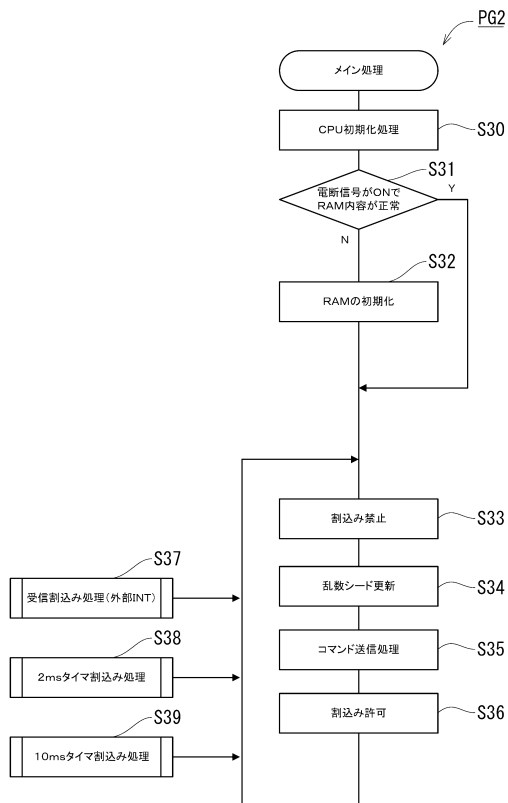 PG2
メイン処理
CPU初期化処理
S30
S31
電断信号がONで
RAM内容が正常
Y
N
S32
RAMの初期化
割込み禁止
S33
S37
受信割込み処理(外部INT)
乱数シード更新
S34
S38
2msタイマ割込み処理
コマンド送信処理
S35
S39
10msタイマ割込み処理
割込み許可
S36